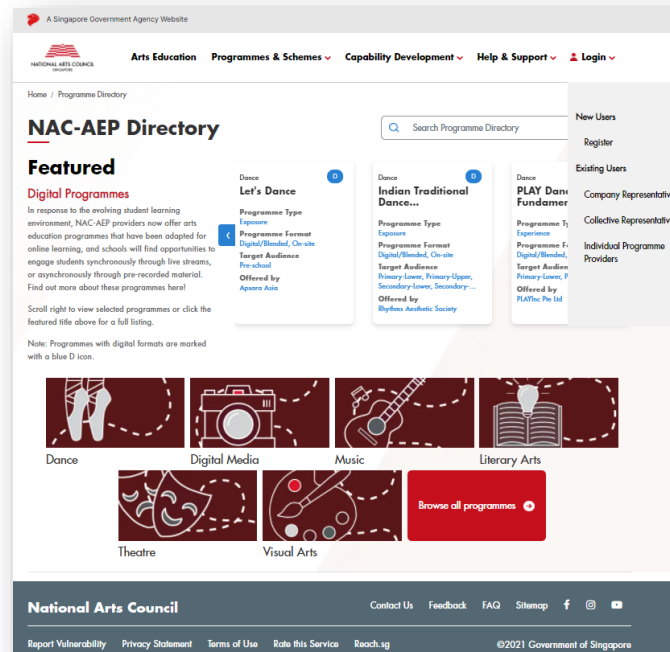 A Singapore Government Agency Website
NATIONAL ARTS COUNCIL
SINGAPORE
Arts Education Programmes & Schemes Capability Development Help & Support Login
Home / Programme Directory
NAC-AEP Directory
Search Programme Directory
New Users
Register
Existing Users
Company Representativ
Collective Representativ
Individual Programme
Providers
Featured
Digital Programmes
In response to the evolving student learning
environment, NAC-AEP providers now offer arts
education programmes that have been adapted for
online learning, and schools will find opportunities to
engage students synchronously through live streams,
or asynchronously through pre-recorded material.
Find out more about these programmes here!
Scroll right to view selected programmes or click the
featured title above for a full listing.
Note: Programmes with digital formats are marked
with a blue D icon.
Dance
D
Let's Dance
Programme Type
Exposure
Programme Format
Digital/Blended, On-site
Target Audience
Pre-school
Offered by
Apsara Asia
Dance
D
Indian Traditional
Dance...
Programme Type
Exposure
Programme Format
Digital/Blended, On-site
Target Audience
Primary-Lower, Primary-Upper,
Secondary-Lower, Secondary-...
Offered by
Rhythms Aesthetic Society
Dance
PLAY Danc
Fundamen
Programme Ty
Experience
Programme F
Digital/Blended,
Target Audien
Primary-Lower, P
Offered by
PLAYInc Pte Ltd
Dance
Digital Media
Music
Literary Arts
Theatre
Visual Arts
Browse all programmes
National Arts Council
Contact Us Feedback FAQ Sitemap
Report Vulnerability Privacy Statement Terms of Use Rate this Service Reach.sg
©2021 Government of Singapore